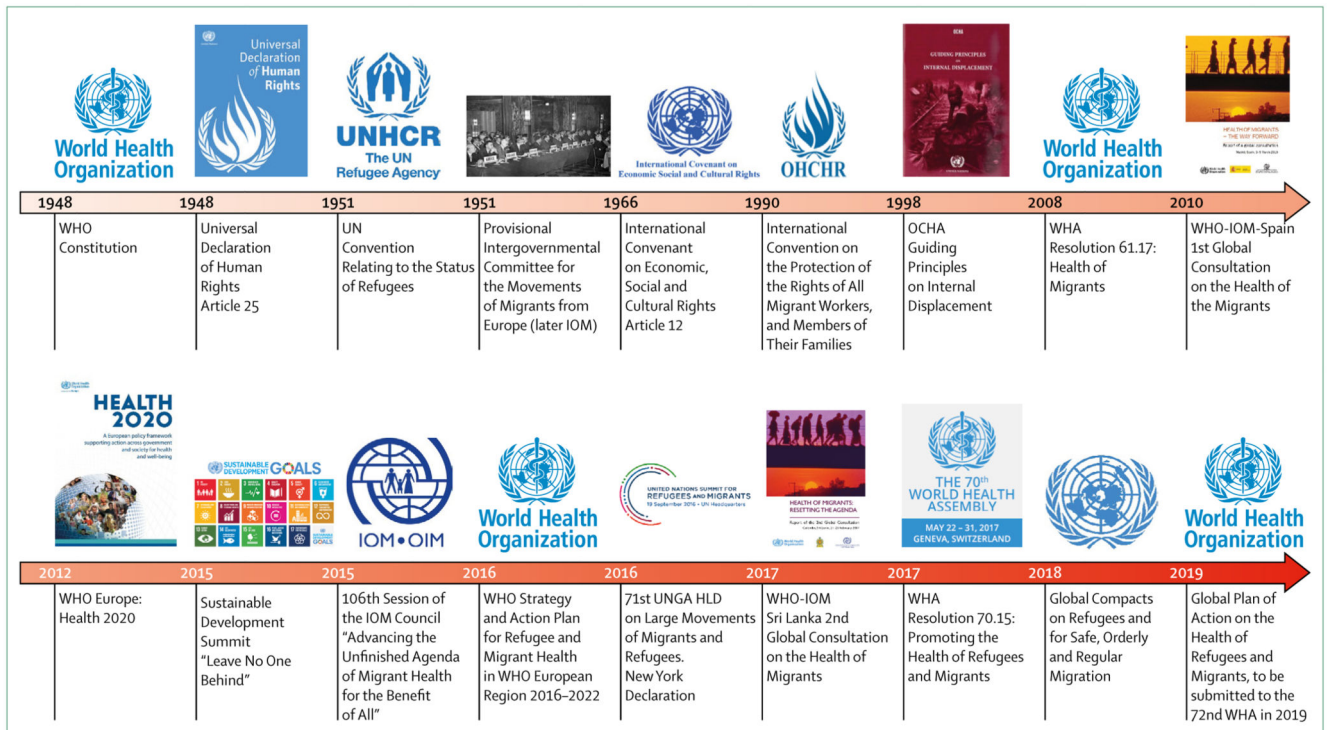 World Health
Organization
Universal
Declaration
of Human
Rights
UNHCR
The UN
Refugee Agency
International Covenant on
Economic Social and Cultural Rights
OHCHR
GUIDING PRINCIPLES
INTERNAL DISPLACEMENT
World Health
Organization
HEALTH OF MIGRANTS
– THE WAY FORWARD
1948
1948
1951
1951
1966
1990
1998
2008
2010
WHO
Constitution
Universal
Declaration
of Human
Rights
Article 25
UN
Convention
Relating to the Status
of Refugees
Provisional
Intergovernmental
Committee for
the Movements
of Migrants from
Europe (later IOM)
International
Convenant
on Economic,
Social and
Cultural Rights
Article 12
International
Convention on
the Protection of
the Rights of All
Migrant Workers,
and Members of
Their Families
OCHA
Guiding
Principles
on Internal
Displacement
WHA
Resolution 61.17:
Health of
Migrants
WHO-IOM-Spain
1st Global
Consultation
on the Health of
the Migrants
HEALTH
2020
A European policy framework
supporting action across government
and society for health
and well-being
SUSTAINABLE
DEVELOPMENT GOALS
IOM • OIM
World Health
Organization
UNITED NATIONS SUMMIT FOR
REFUGEES AND MIGRANTS
19 September 2016 • UN Headquarters
HEALTH OF MIGRANTS:
RESETTING THE AGENDA
THE 70th
WORLD HEALTH
ASSEMBLY
MAY 22 – 31, 2017
GENEVA, SWITZERLAND
World Health
Organization
2012
2015
2015
2016
2016
2017
2017
2018
2019
WHO Europe:
Health 2020
Sustainable
Development
Summit
“Leave No One
Behind”
106th Session of
the IOM Council
“Advancing the
Unfinished Agenda
of Migrant Health
for the Benefit
of All”
WHO Strategy
and Action Plan
for Refugee and
Migrant Health
in WHO European
Region 2016–2022
71st UNGA HLD
on Large Movements
of Migrants and
Refugees.
New York
Declaration
WHO-IOM
Sri Lanka 2nd
Global Consultation
on the Health of
Migrants
WHA
Resolution 70.15:
Promoting the
Health of Refugees
and Migrants
Global Compacts
on Refugees and
for Safe, Orderly
and Regular
Migration
Global Plan of
Action on the
Health of
Refugees and
Migrants, to be
submitted to the
72nd WHA in 2019